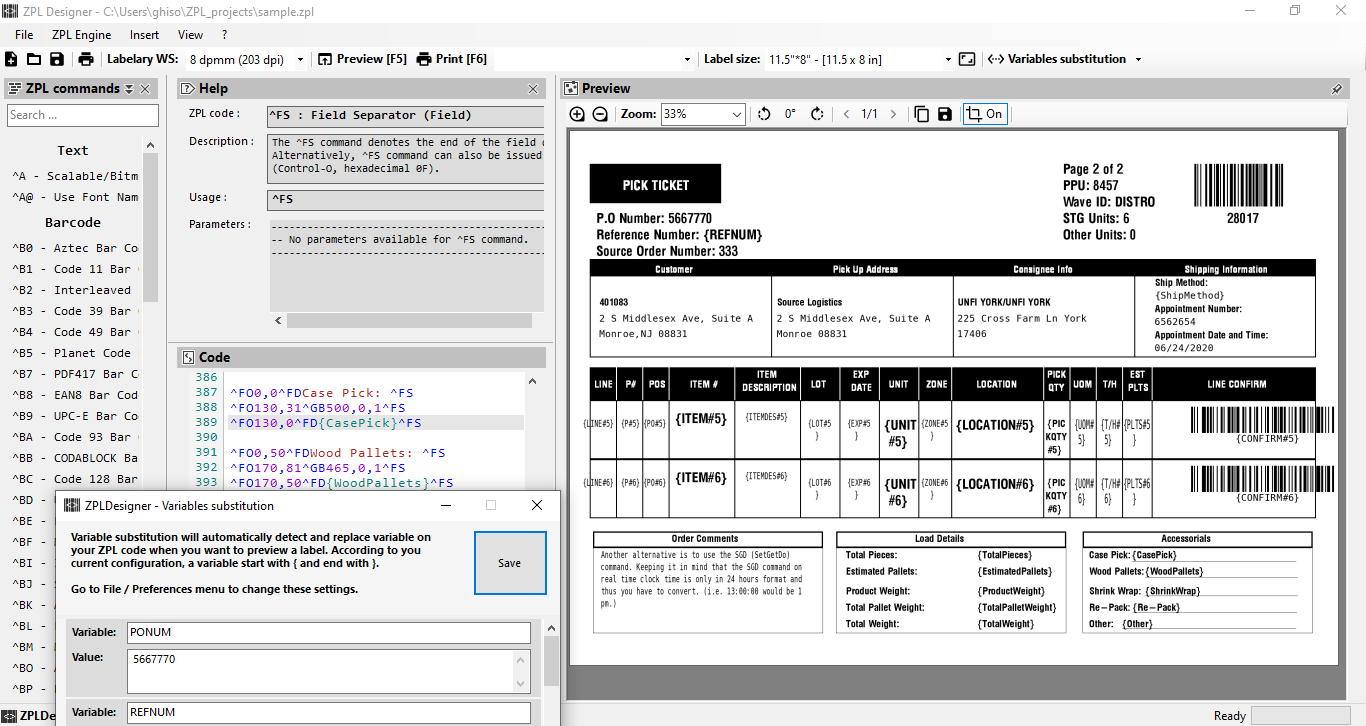 ZPL Designer - C:\Users\ghiso\ZPL_projects\sample.zpl
File ZPL Engine Insert View ?
Labelary WS: 8 dpmm (203 dpi) Preview [F5] Print [F6] Label size: 11.5"*8" - [11.5 x 8 in] <··> Variables substitution
ZPL commands
Search ...
Text
^A - Scalable/Bitm
^A@ - Use Font Nam
Barcode
^B0 - Aztec Bar Co
^B1 - Code 11 Bar
^B2 - Interleaved
^B3 - Code 39 Bar
^B4 - Code 49 Bar
^B5 - Planet Code
^B7 - PDF417 Bar C
^B8 - EAN8 Bar Cod
^B9 - UPC-E Bar Co
^BA - Code 93 Bar
^BB - CODABLOCK Ba
^BC - Code 128 Bar
^BD -
^BE -
^BF -
^BI -
^BJ -
^BK -
^BL -
^BM -
^BO -
^BP -
ZPLDe
Help
ZPL code :
^FS : Field Separator (Field)
Description :
The ^FS command denotes the end of the field
Alternatively, ^FS command can also be issued
(Control-O, hexadecimal 0F).
Usage :
^FS
Parameters :
-- No parameters available for ^FS command.
Code
386
387 ^FO0,0^FDCase Pick: ^FS
388 ^FO130,31^GB500,0,1^FS
389 ^FO130,0^FD{CasePick}^FS
390
391 ^FO0,50^FDWood Pallets: ^FS
392 ^FO170,81^GB465,0,1^FS
393 ^FO170,50^FD{WoodPallets}^FS
ZPLDesigner - Variables substitution
Variable substitution will automatically detect and replace variable on
your ZPL code when you want to preview a label. According to you
current configuration, a variable start with { and end with }.
Go to File / Preferences menu to change these settings.
Save
Variable: PONUM
Value: 5667770
Variable: REFNUM
Preview
Zoom: 33% 0° 1/1 On
PICK TICKET
P.O Number: 5667770
Reference Number: {REFNUM}
Source Order Number: 333
Page 2 of 2
PPU: 8457
Wave ID: DISTRO
STG Units: 6
Other Units: 0
28017
Customer Pick Up Address Consignee Info Shipping Information
401083
2 S Middlesex Ave, Suite A
Monroe,NJ 08831
Source Logistics
2 S Middlesex Ave, Suite A
Monroe 08831
UNFI YORK/UNFI YORK
225 Cross Farm Ln York
17406
Ship Method:
{ShipMethod}
Appointment Number:
6562654
Appointment Date and Time:
06/24/2020
LINE P# POS ITEM # ITEM DESCRIPTION LOT EXP DATE UNIT ZONE LOCATION PICK QTY UOM T/H EST PLTS LINE CONFIRM
{LINE#5} {P#5} {PO#5} {ITEM#5} {ITEMDES#5} {LOT#5 } {EXP#5 } {UNIT #5} {ZONE#5 } {LOCATION#5} {PIC KQTY #5} {UOM# 5} {T/H# 5} {PLTS#5 } {CONFIRM#5}
{LINE#6} {P#6} {PO#6} {ITEM#6} {ITEMDES#6} {LOT#6 } {EXP#6 } {UNIT #6} {ZONE#6 } {LOCATION#6} {PIC KQTY #6} {UOM# 6} {T/H# 6} {PLTS#6 } {CONFIRM#6}
Order Comments
Another alternative is to use the SGD (SetGetDo)
command. Keeping it in mind that the SGD command on
real time clock time is only in 24 hours format and
thus you have to convert. (i.e. 13:00:00 would be 1
pm.)
Load Details
Total Pieces: {TotalPieces}
Estimated Pallets: {EstimatedPallets}
Product Weight: {ProductWeight}
Total Pallet Weight: {TotalPalletWeight}
Total Weight: {TotalWeight}
Accessorials
Case Pick: {CasePick}
Wood Pallets: {WoodPallets}
Shrink Wrap: {ShrinkWrap}
Re–Pack: {Re–Pack}
Other: {Other}
Ready